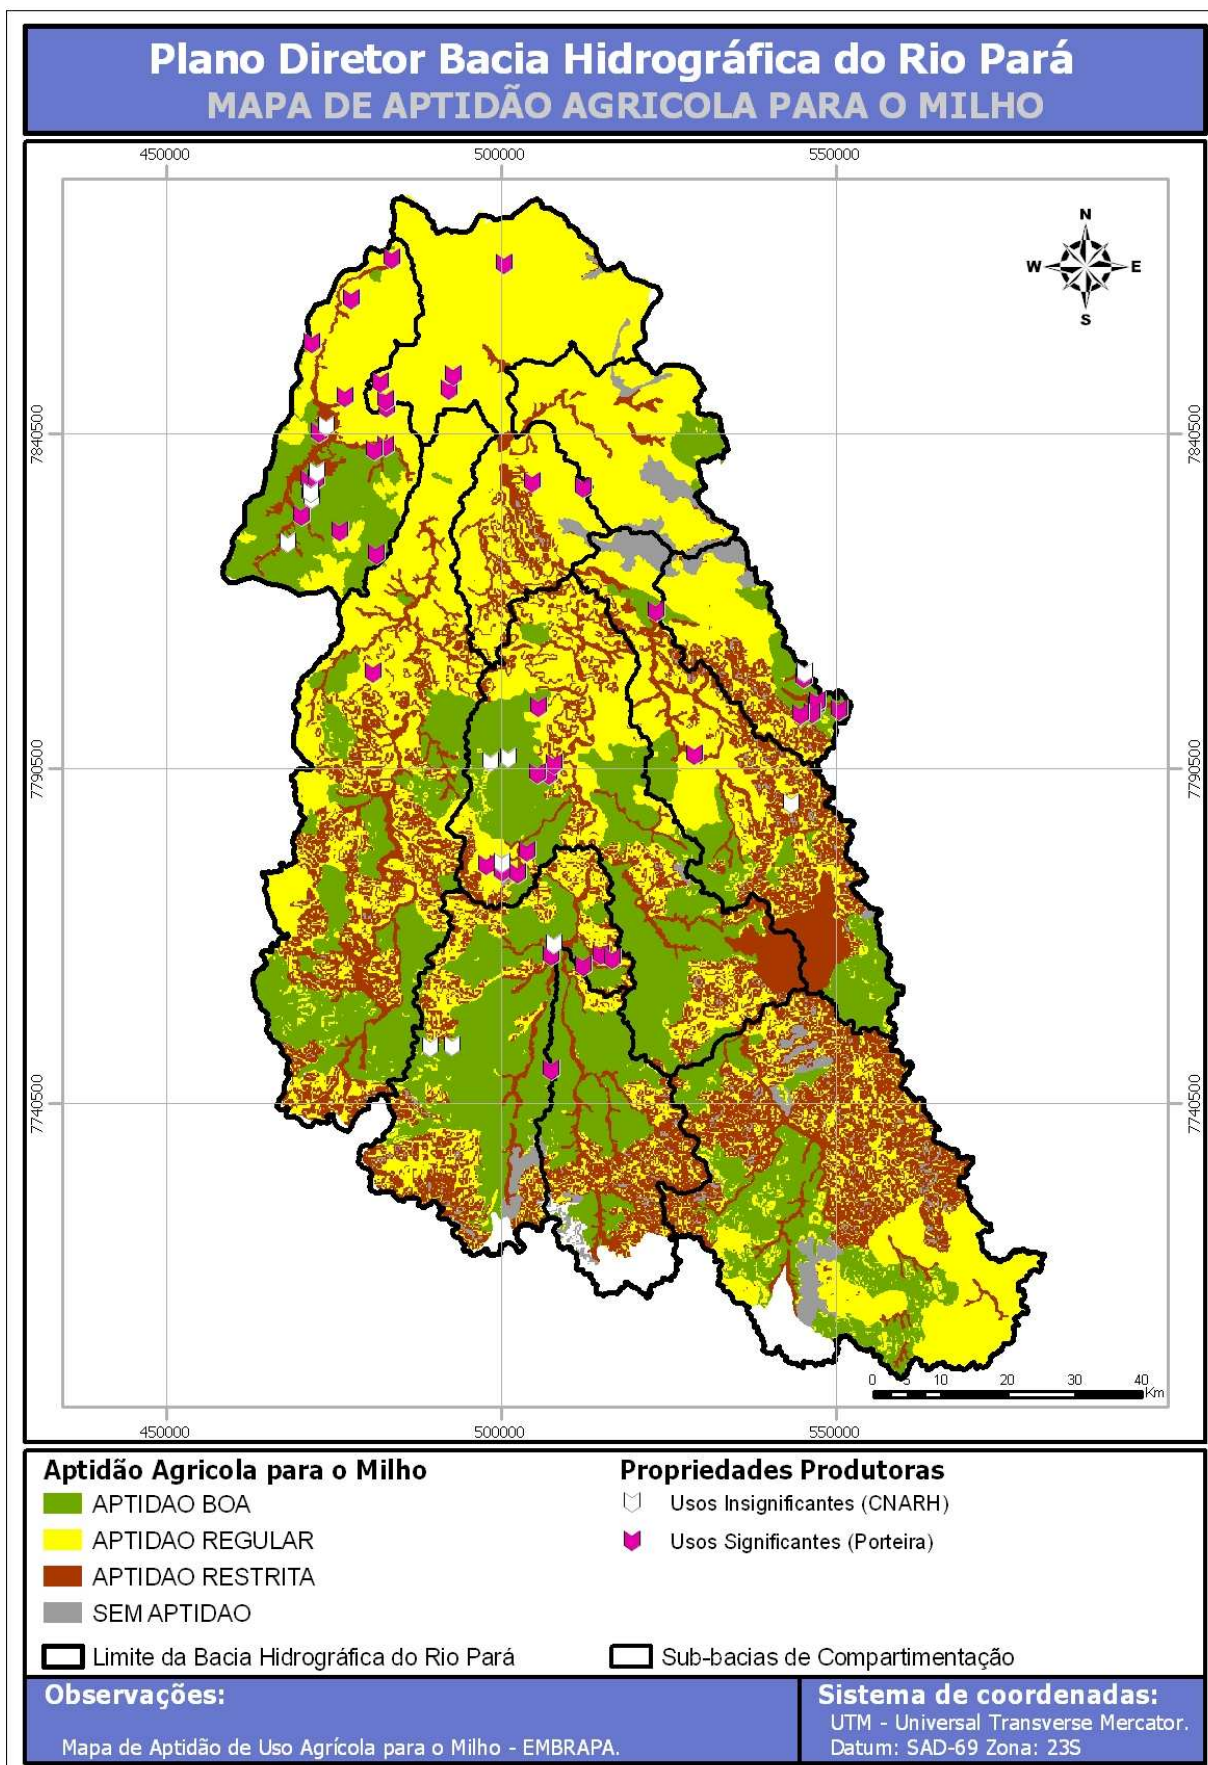 Plano Diretor Bacia Hidrográfica do Rio Pará
MAPA DE APTIDÃO AGRICOLA PARA O MILHO
450000 500000 550000
N
W E
S
7840500 7840500
7790500 7790500
7740500 7740500
0 5 10 20 30 40
Km
450000 500000 550000
Aptidão Agricola para o Milho
APTIDAO BOA
APTIDAO REGULAR
APTIDAO RESTRITA
SEM APTIDAO
Propriedades Produtoras
Usos Insignificantes (CNARH)
Usos Significantes (Porteira)
Limite da Bacia Hidrográfica do Rio Pará
Sub-bacias de Compartimentação
Observações:
Mapa de Aptidão de Uso Agrícola para o Milho - EMBRAPA.
Sistema de coordenadas:
UTM - Universal Transverse Mercator.
Datum: SAD-69 Zona: 23S